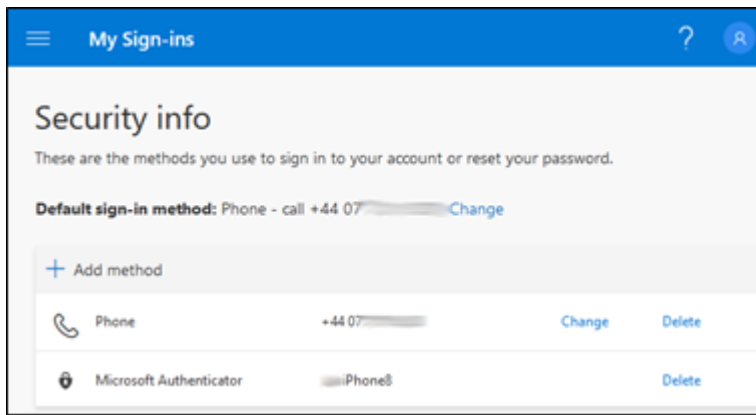 My Sign-ins ?
Security info
These are the methods you use to sign in to your account or reset your password.
Default sign-in method: Phone - call +44 07 Change
+ Add method
Phone +44 07 Change Delete
Microsoft Authenticator iPhone8 Delete